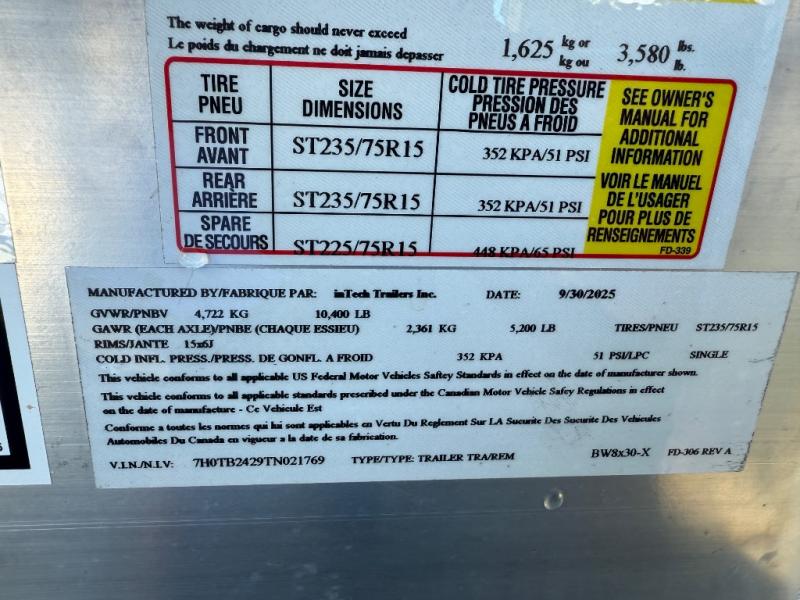 The weight of cargo should never exceed
Le poids du chargement ne doit jamais depasser
1,625 kg or kg ou 3,580 lbs. lb.
TIRE PNEU
SIZE DIMENSIONS
COLD TIRE PRESSURE PRESSION DES PNEUS A FROID
SEE OWNER'S MANUAL FOR ADDITIONAL INFORMATION
FRONT AVANT
ST235/75R15
352 KPA/51 PSI
REAR ARRIÈRE
ST235/75R15
352 KPA/51 PSI
VOIR LE MANUEL DE L'USAGER POUR PLUS DE RENSEIGNEMENTS
SPARE DE SECOURS
ST225/75R15
448 KPA/65 PSI
FD-339
MANUFACTURED BY/FABRIQUE PAR: inTech Trailers Inc. DATE: 9/30/2025
GVWR/PNBV 4,722 KG 10,400 LB
GAWR (EACH AXLE)/PNBE (CHAQUE ESSIEU) 2,361 KG 5,200 LB TIRES/PNEU ST235/75R15
RIMS/JANTE 15x6J
COLD INFL. PRESS./PRESS. DE GONFL. A FROID 352 KPA 51 PSI/LPC SINGLE
This vehicle conforms to all applicable US Federal Motor Vehicles Saftey Standards in effect on the date of manufacturer shown.
This vehicle conforms to all applicable standards prescribed under the Canadian Motor Vehicle Safey Regulations in effect
on the date of manufacture - Ce Vehicule Est
Conforme a toutes les normes qui lui sont applicables en Vertu Du Reglement Sur LA Sucurite Des Sucurite Des Vehicules
Automobiles Du Canada en vigueur a la date de sa fabrication.
V.I.N./N.I.V: 7H0TB2429TN021769 TYPE/TYPE: TRAILER TRA/REM BW8x30-X FD-306 REV A